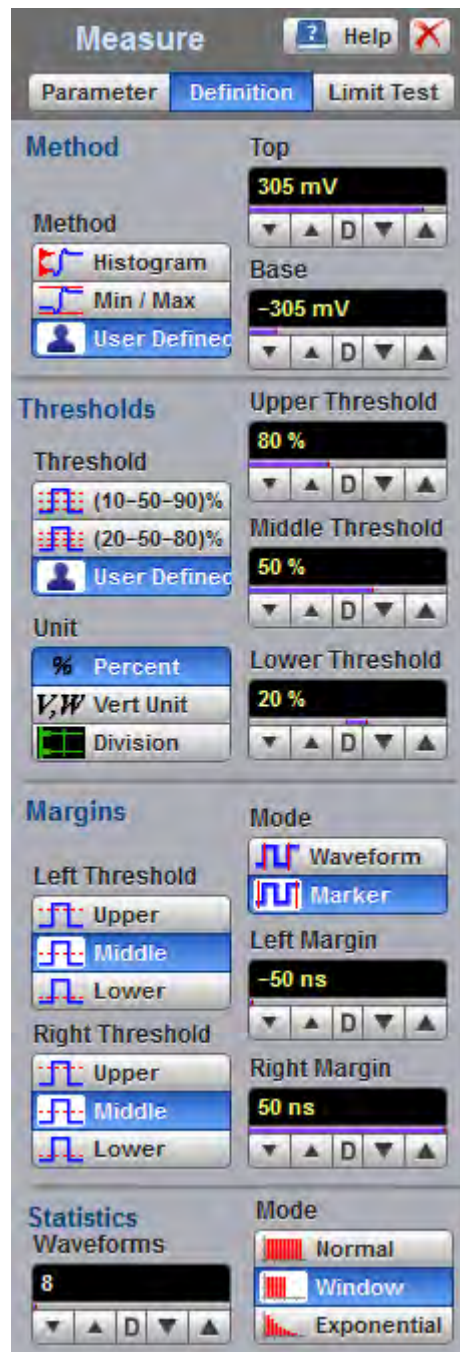 Measure
? Help
Parameter Definition Limit Test
Method
Method
Histogram
Min / Max
User Defined
Top
305 mV
D
Base
-305 mV
D
Thresholds
Threshold
(10-50-90)%
(20-50-80)%
User Defined
Unit
% Percent
V,W Vert Unit
Division
Upper Threshold
80 %
D
Middle Threshold
50 %
D
Lower Threshold
20 %
D
Margins
Left Threshold
Upper
Middle
Lower
Right Threshold
Upper
Middle
Lower
Mode
Waveform
Marker
Left Margin
-50 ns
D
Right Margin
50 ns
D
Statistics
Waveforms
8
D
Mode
Normal
Window
Exponential